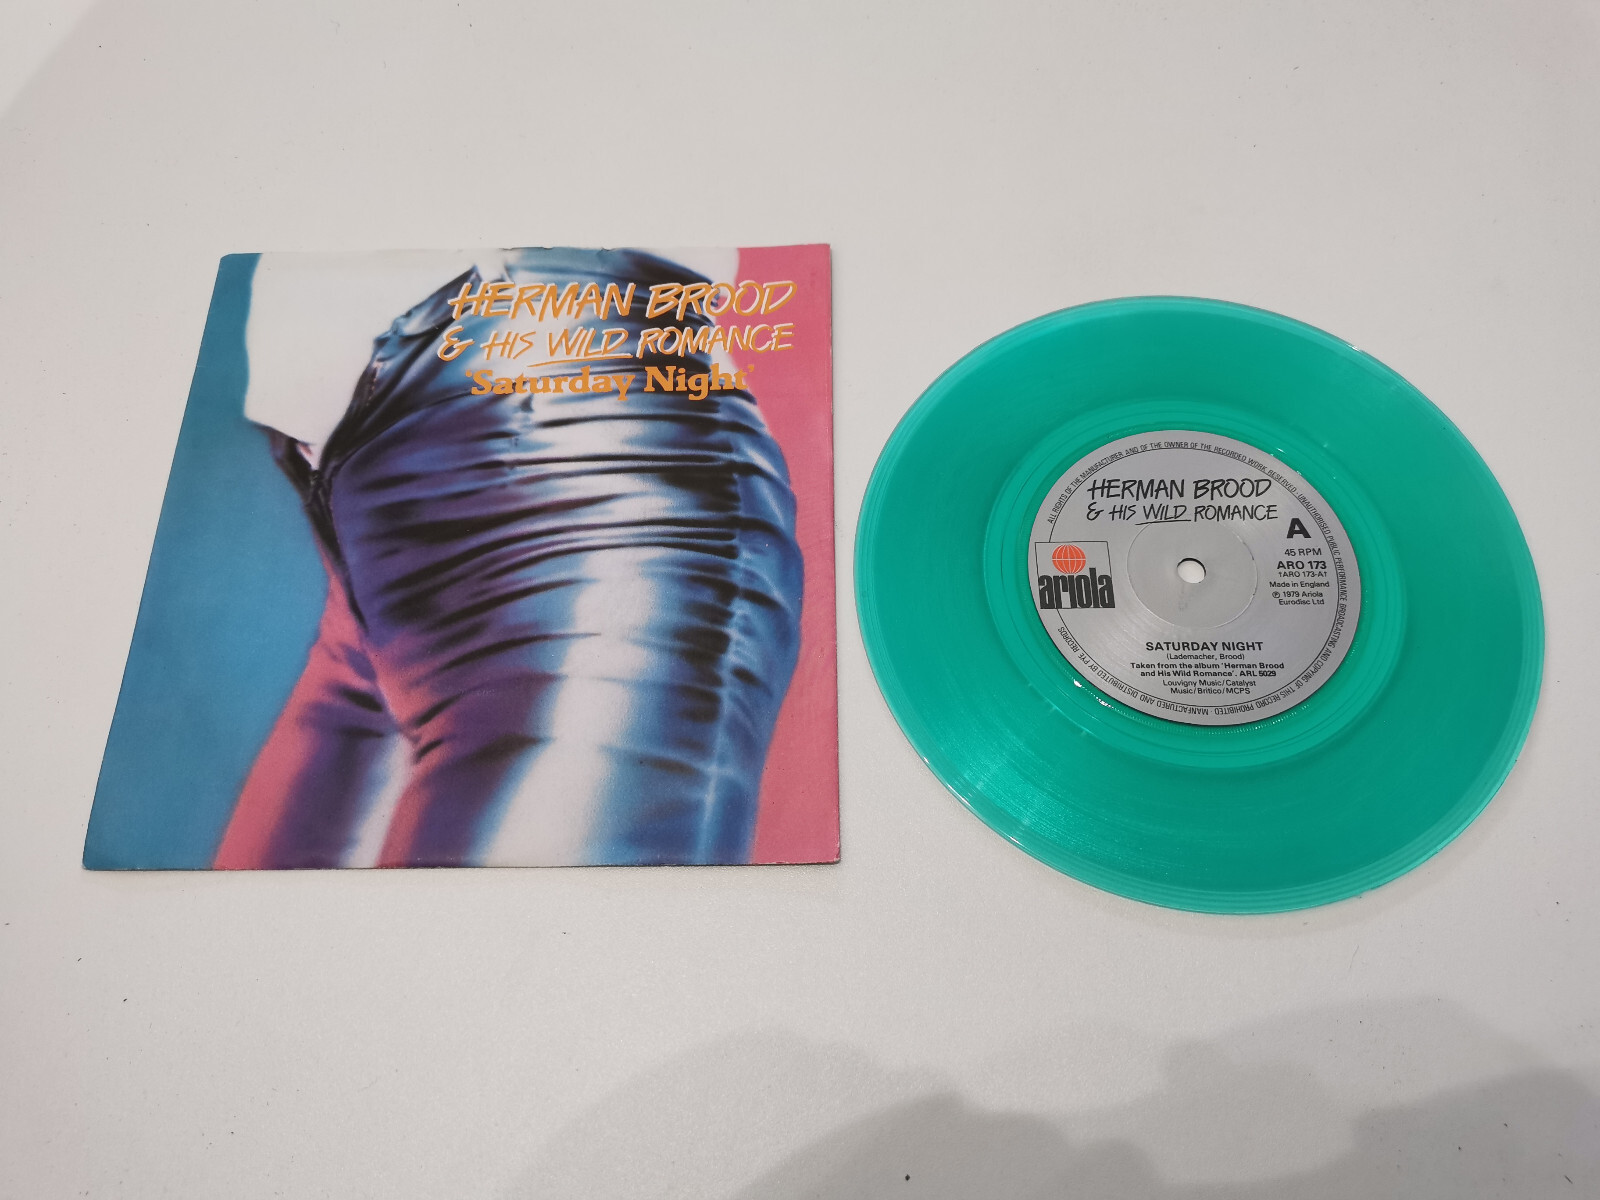 HERMAN BROOD
& HIS WILD ROMANCE
'Saturday Night'
ALL RIGHTS OF THE MANUFACTURER AND OF THE OWNER OF THE RECORDED WORK RESERVED · UNAUTHORISED PUBLIC PERFORMANCE BROADCASTING AND COPYING OF THIS RECORD PROHIBITED · MANFACTURED AND DISTRIBUTED BY PYE RECORDS
HERMAN BROOD
& HIS WILD ROMANCE
A
45 RPM
ARO 173
†ARO 173-A†
Made in England
℗ 1979 Ariola
Eurodisc Ltd
ariola
SATURDAY NIGHT
(Lademacher, Brood)
Taken from the album 'Herman Brood
and His Wild Romance'. ARL 5029
Louvigny Music/Catalyst
Music/Britico/MCPS